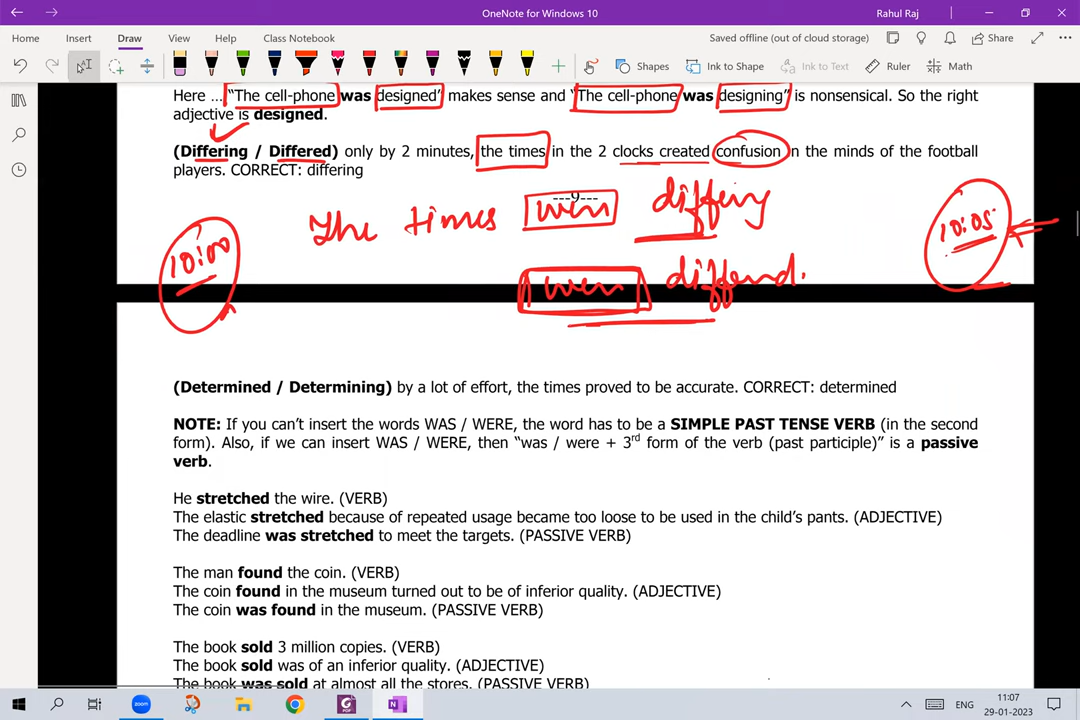 OneNote for Windows 10
Rahul Raj
Home Insert Draw View Help Class Notebook
Saved offline (out of cloud storage)
Share
Shapes Ink to Shape Ink to Text Ruler Math
Here ... “The cell-phone was designed” makes sense and “The cell-phone was designing” is nonsensical. So the right
adjective is designed.
(Differing / Differed) only by 2 minutes, the times in the 2 clocks created confusion in the minds of the football
players. CORRECT: differing
---9---
The times were differing
10:00
10:05
were differed.
(Determined / Determining) by a lot of effort, the times proved to be accurate. CORRECT: determined
NOTE: If you can’t insert the words WAS / WERE, the word has to be a SIMPLE PAST TENSE VERB (in the second
form). Also, if we can insert WAS / WERE, then “was / were + 3rd form of the verb (past participle)” is a passive
verb.
He stretched the wire. (VERB)
The elastic stretched because of repeated usage became too loose to be used in the child’s pants. (ADJECTIVE)
The deadline was stretched to meet the targets. (PASSIVE VERB)
The man found the coin. (VERB)
The coin found in the museum turned out to be of inferior quality. (ADJECTIVE)
The coin was found in the museum. (PASSIVE VERB)
The book sold 3 million copies. (VERB)
The book sold was of an inferior quality. (ADJECTIVE)
The book was sold at almost all the stores. (PASSIVE VERB)
zoom
ENG
11:07
29-01-2023